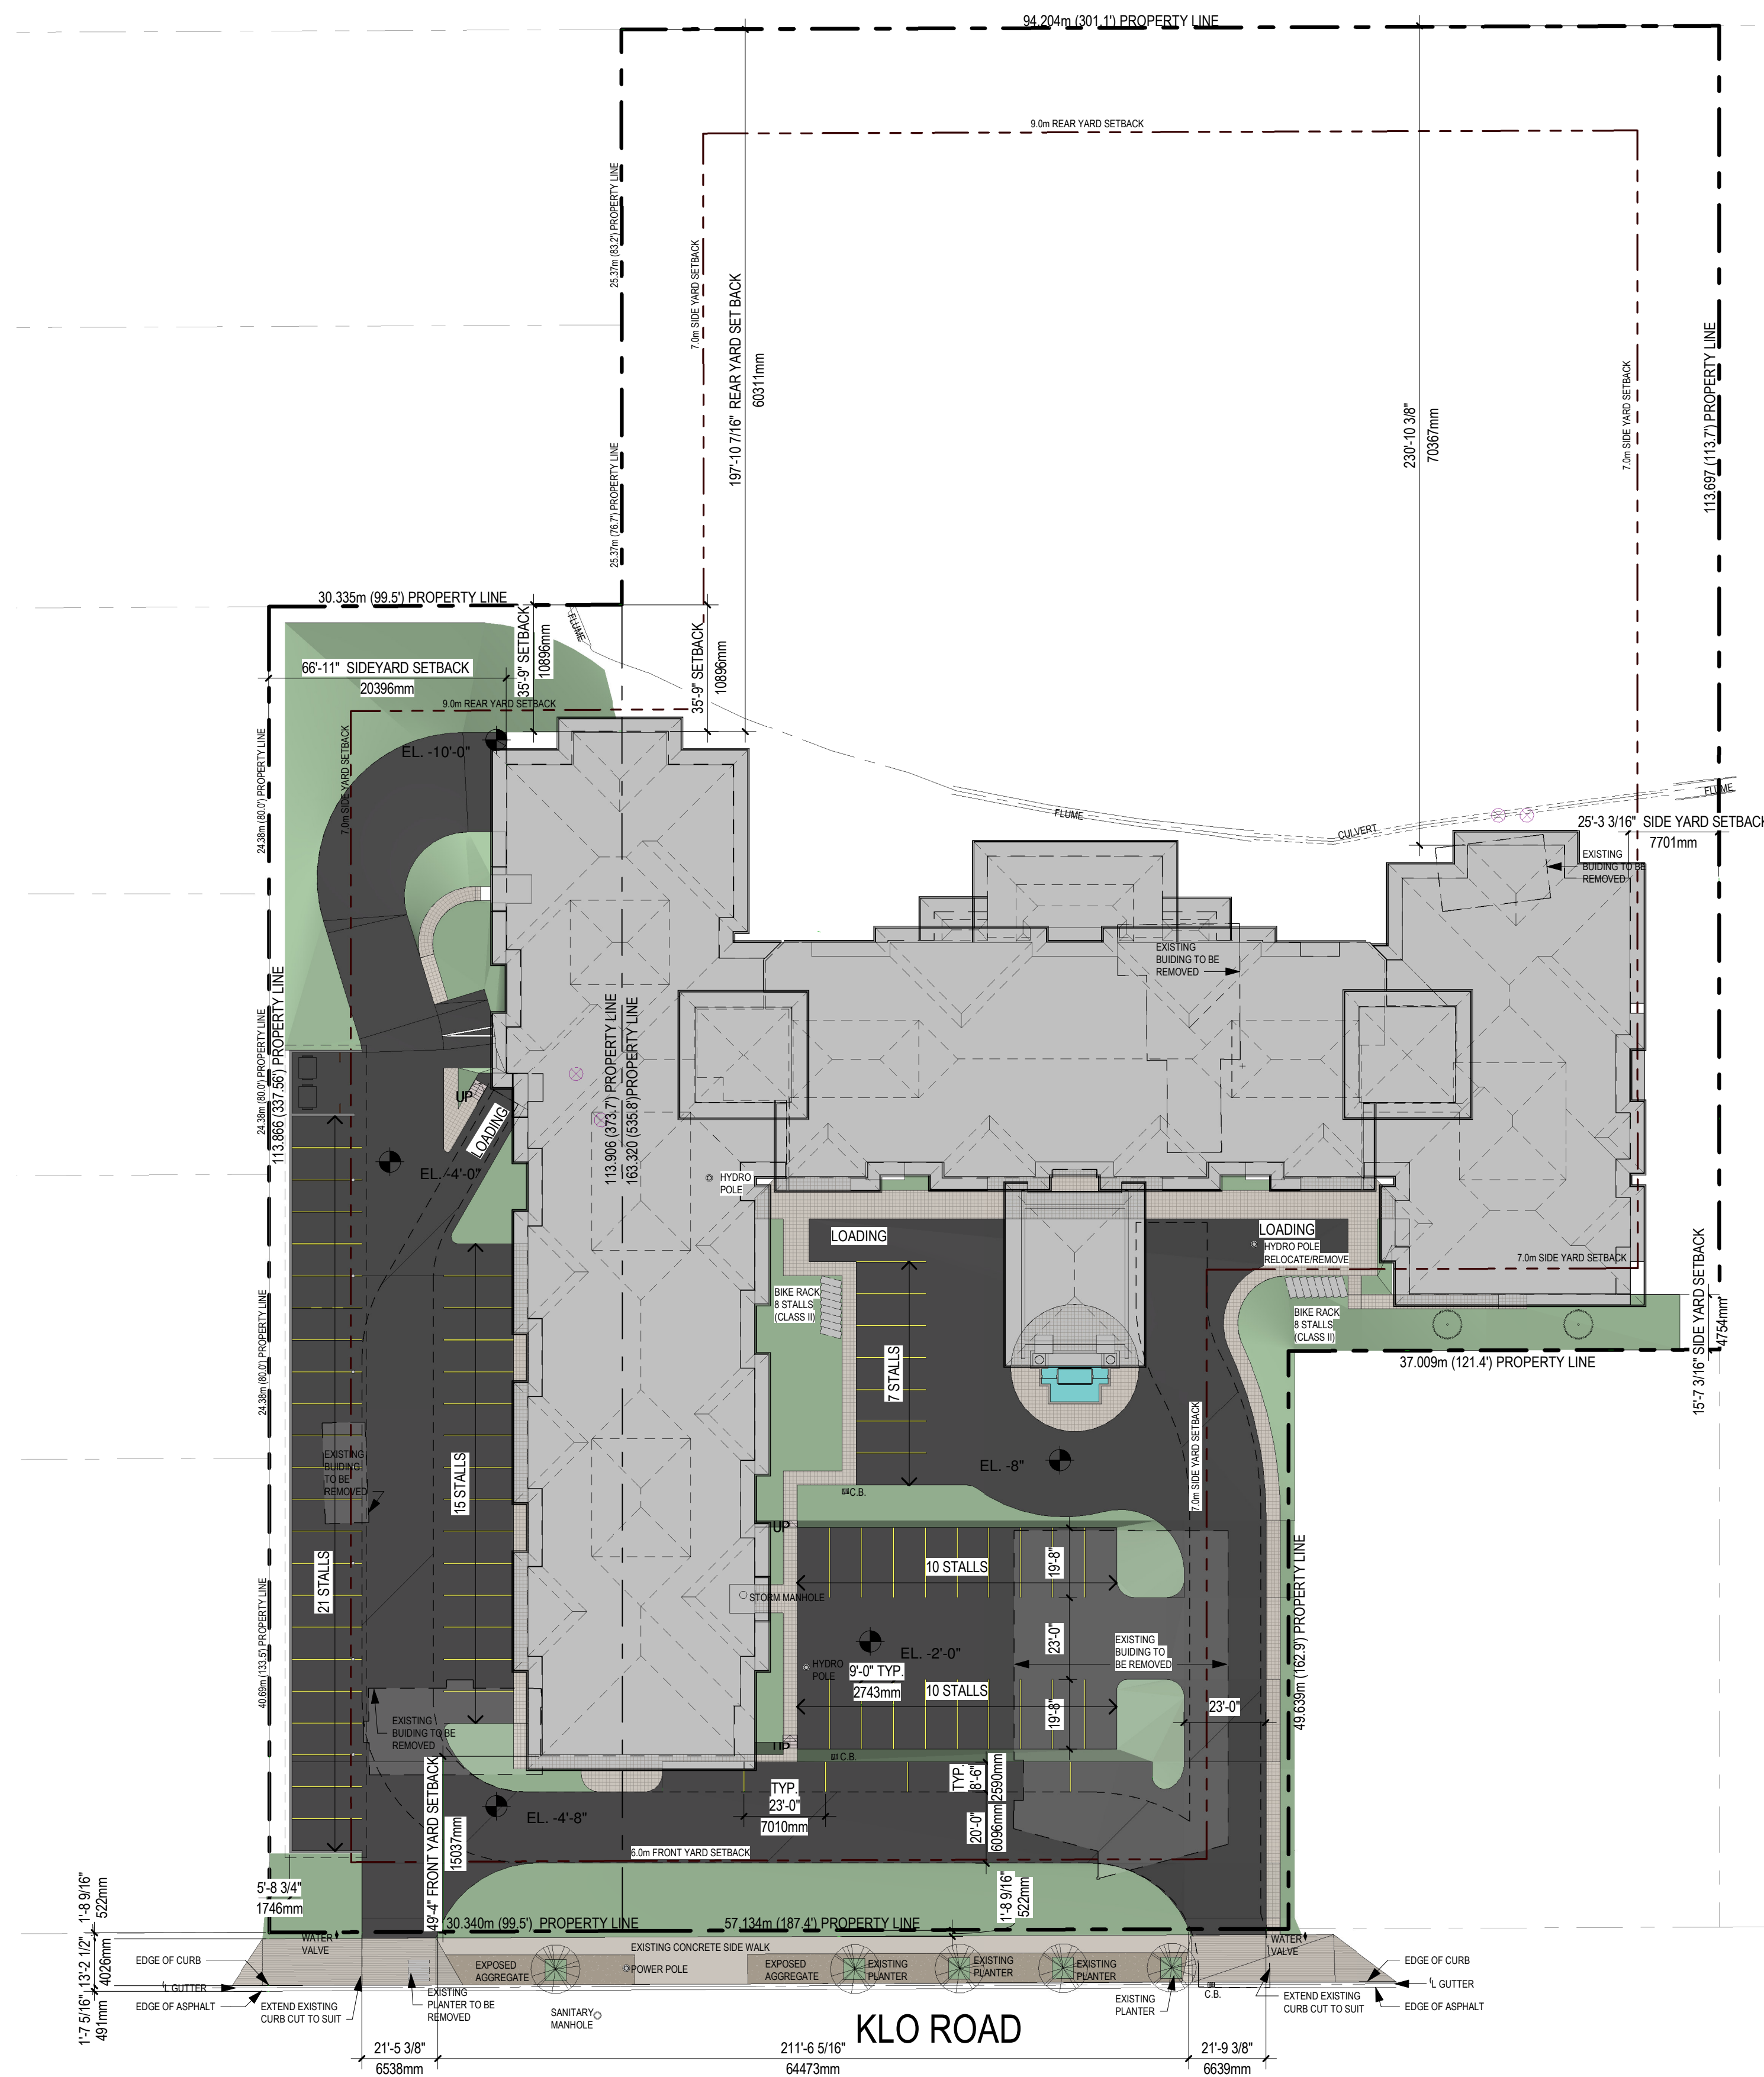 94.204m (301.1') PROPERTY LINE
9.0m REAR YARD SETBACK
25.37m (83.2') PROPERTY LINE
7.0m SIDE YARD SETBACK
197'-10 7/16" REAR YARD SET BACK
60311mm
230'-10 3/8"
70367mm
7.0m SIDE YARD SETBACK
113.697 (113.7') PROPERTY LINE
25.37m (76.7') PROPERTY LINE
30.335m (99.5') PROPERTY LINE
FLUME
35'-9" SETBACK
10896mm
35'-9" SETBACK
10896mm
66'-11" SIDEYARD SETBACK
20396mm
9.0m REAR YARD SETBACK
24.38m (80.0') PROPERTY LINE
7.0m SIDE YARD SETBACK
EL. -10'-0"
FLUME
CULVERT
FLUME
25'-3 3/16" SIDE YARD SETBACK
7701mm
EXISTING
BUIDING TO BE
REMOVED
EXISTING
BUIDING TO BE
REMOVED
113.866 (337.56') PROPERTY LINE
24.38m (80.0') PROPERTY LINE
113.906 (373.7') PROPERTY LINE
163.320 (535.8')PROPERTY LINE
UP
LOADING
EL. -4'-0"
HYDRO
POLE
LOADING
LOADING
HYDRO POLE
RELOCATE/REMOVE
7.0m SIDE YARD SETBACK
BIKE RACK
8 STALLS
(CLASS II)
BIKE RACK
8 STALLS
(CLASS II)
24.38m (80.0') PROPERTY LINE
15'-7 3/16" SIDE YARD SETBACK
4754mm
37.009m (121.4') PROPERTY LINE
7 STALLS
7.0m SIDE YARD SETBACK
EXISTING
BUIDING
TO BE
REMOVED
15 STALLS
EL. -8"
C.B.
UP
21 STALLS
10 STALLS
19'-8"
STORM MANHOLE
49.639m (162.9') PROPERTY LINE
40.69m (133.5') PROPERTY LINE
23'-0"
EXISTING
BUIDING TO
BE REMOVED
EL. -2'-0"
HYDRO
POLE
9'-0" TYP.
2743mm
10 STALLS
19'-8"
23'-0"
EXISTING
BUIDING TO BE
REMOVED
UP
C.B.
TYP.
23'-0"
7010mm
TYP.
8'-6"
2590mm
20'-0"
6096mm
EL. -4'-8"
49'-4" FRONT YARD SETBACK
15037mm
6.0m FRONT YARD SETBACK
5'-8 3/4"
1746mm
1'-8 9/16"
522mm
1'-8 9/16"
522mm
30.340m (99.5') PROPERTY LINE
57.134m (187.4') PROPERTY LINE
WATER
VALVE
WATER
VALVE
EXISTING CONCRETE SIDE WALK
13'-2 1/2"
4026mm
EDGE OF CURB
EXPOSED
AGGREGATE
POWER POLE
EXPOSED
AGGREGATE
EXISTING
PLANTER
EXISTING
PLANTER
EXISTING
PLANTER
EDGE OF CURB
℄ GUTTER
℄ GUTTER
1'-7 5/16"
491mm
EDGE OF ASPHALT
EXTEND EXISTING
CURB CUT TO SUIT
EXISTING
PLANTER TO BE
REMOVED
SANITARY
MANHOLE
EXISTING
PLANTER
C.B.
EXTEND EXISTING
CURB CUT TO SUIT
EDGE OF ASPHALT
KLO ROAD
21'-5 3/8"
6538mm
211'-6 5/16"
64473mm
21'-9 3/8"
6639mm